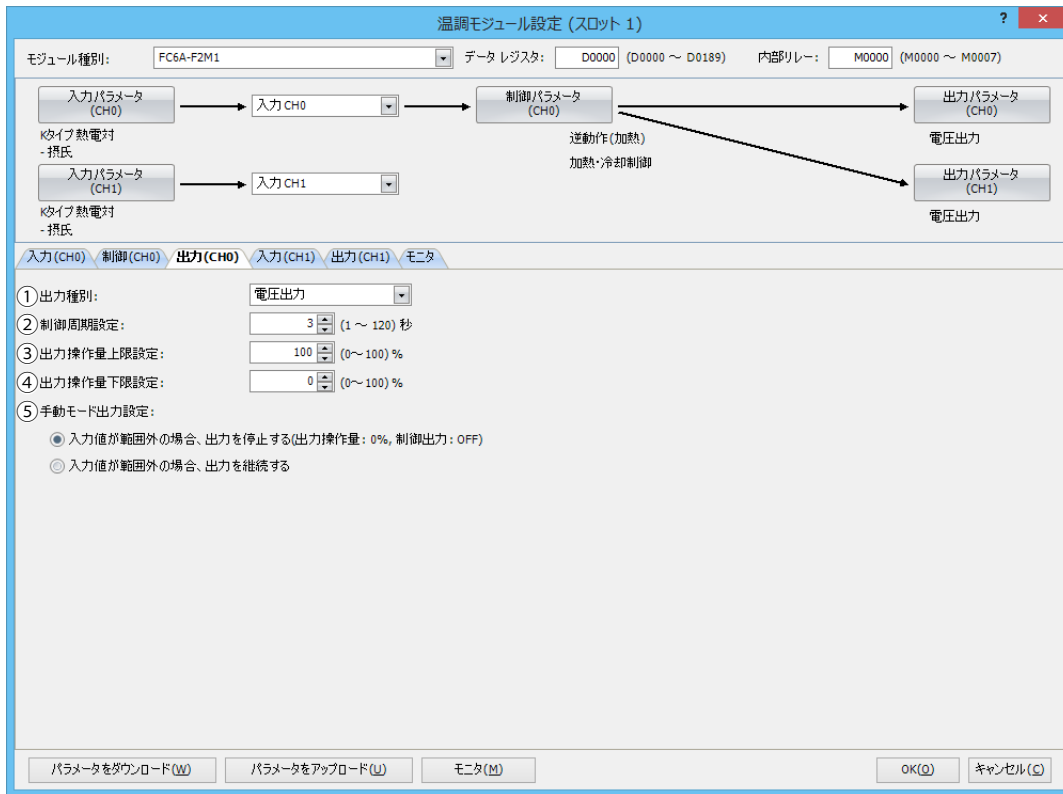 温調モジュール設定 (スロット 1)
? ×
モジュール種別: FC6A-F2M1 データ レジスタ: D0000 (D0000 ～ D0189) 内部リレー: M0000 (M0000 ～ M0007)
入力パラメータ
(CH0)
入力 CH0
制御パラメータ
(CH0)
出力パラメータ
(CH0)
Kタイプ 熱電対
- 摂氏
逆動作(加熱)
加熱・冷却制御
電圧出力
入力パラメータ
(CH1)
入力 CH1
出力パラメータ
(CH1)
Kタイプ 熱電対
- 摂氏
電圧出力
入力(CH0) 制御(CH0) 出力(CH0) 入力(CH1) 出力(CH1) モニタ
①出力種別: 電圧出力
②制御周期設定: 3 (1 ～ 120) 秒
③出力操作量上限設定: 100 (0～100) %
④出力操作量下限設定: 0 (0～100) %
⑤手動モード出力設定:
入力値が範囲外の場合、出力を停止する(出力操作量: 0%, 制御出力: OFF)
入力値が範囲外の場合、出力を継続する
パラメータをダウンロード(W) パラメータをアップロード(U) モニタ(M) OK(O) キャンセル(C)